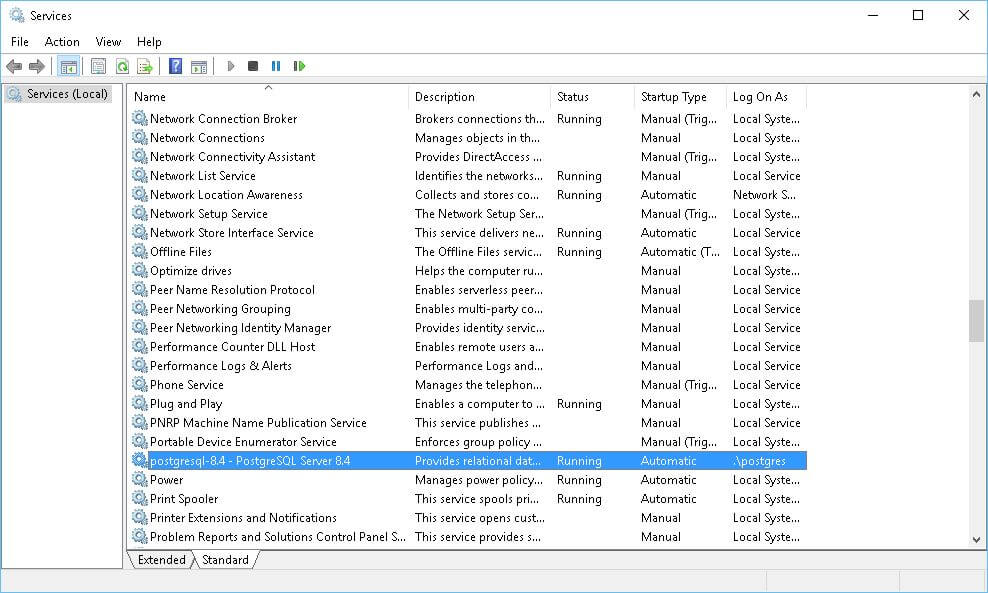 Services
File Action View Help
Services (Local)
Name Description Status Startup Type Log On As
Network Connection Broker Brokers connections th... Running Manual (Trig... Local Syste...
Network Connections Manages objects in th... Manual Local Syste...
Network Connectivity Assistant Provides DirectAccess ... Manual (Trig... Local Syste...
Network List Service Identifies the networks... Running Manual Local Service
Network Location Awareness Collects and stores co... Running Automatic Network S...
Network Setup Service The Network Setup Ser... Manual (Trig... Local Syste...
Network Store Interface Service This service delivers ne... Running Automatic Local Service
Offline Files The Offline Files servic... Running Automatic (T... Local Syste...
Optimize drives Helps the computer ru... Manual Local Syste...
Peer Name Resolution Protocol Enables serverless peer... Manual Local Service
Peer Networking Grouping Enables multi-party co... Manual Local Service
Peer Networking Identity Manager Provides identity servic... Manual Local Service
Performance Counter DLL Host Enables remote users a... Manual Local Service
Performance Logs & Alerts Performance Logs and... Manual Local Service
Phone Service Manages the telephon... Manual (Trig... Local Service
Plug and Play Enables a computer to ... Running Manual Local Syste...
PNRP Machine Name Publication Service This service publishes ... Manual Local Service
Portable Device Enumerator Service Enforces group policy ... Manual (Trig... Local Syste...
postgresql-8.4 - PostgreSQL Server 8.4 Provides relational dat... Running Automatic .\postgres
Power Manages power policy... Running Automatic Local Syste...
Print Spooler This service spools pri... Running Automatic Local Syste...
Printer Extensions and Notifications This service opens cust... Manual Local Syste...
Problem Reports and Solutions Control Panel S... This service provides s... Manual Local Syste...
Extended Standard